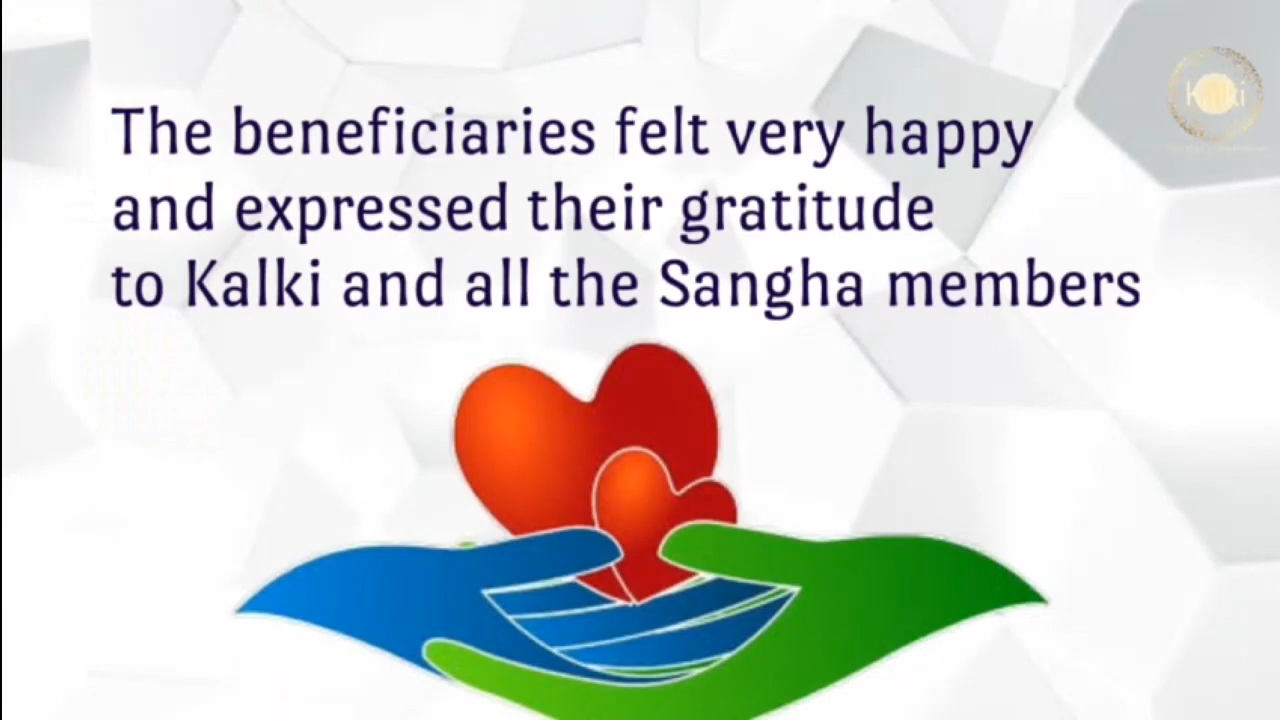 The beneficiaries felt very happy
and expressed their gratitude
to Kalki and all the Sangha members
Kalki